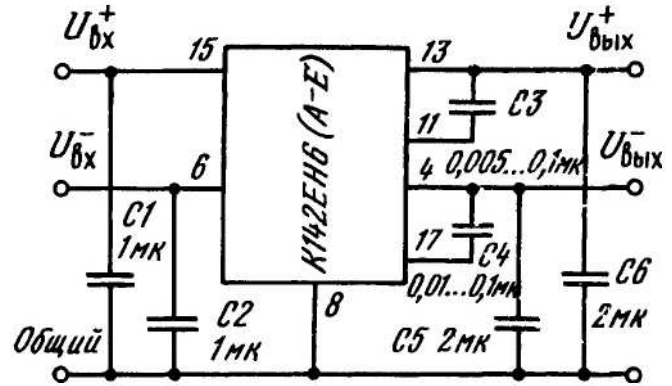 U⁺вх
15
13
U⁺вых
К142ЕН6 (А-Е)
11
C3
U⁻вх
6
4
0,005...0,1мк
U⁻вых
C1
1мк
17
C4
0,01...0,1мк
C6
2мк
8
C2
1мк
C5 2мк
Общий